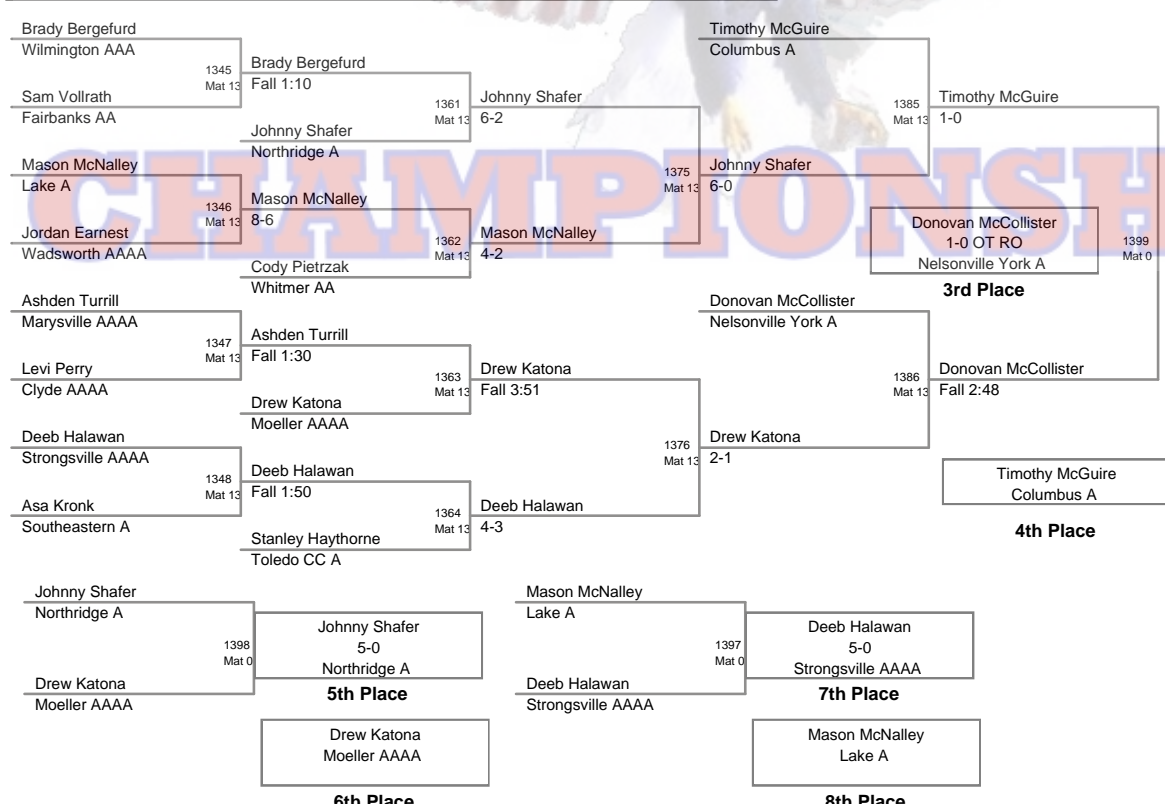 Brady Bergefurd
Wilmington AAA
1345
Mat 13
Sam Vollrath
Fairbanks AA
Brady Bergefurd
Fall 1:10
1361
Mat 13
Johnny Shafer
Northridge A
Johnny Shafer
6-2
Mason McNalley
Lake A
1346
Mat 13
Jordan Earnest
Wadsworth AAAA
Mason McNalley
8-6
1362
Mat 13
Cody Pietrzak
Whitmer AA
Mason McNalley
4-2
1375
Mat 13
Johnny Shafer
6-0
Timothy McGuire
Columbus A
1385
Mat 13
Timothy McGuire
1-0
CHAMPIONSH
Donovan McCollister
1-0 OT RO
Nelsonville York A
3rd Place
1399
Mat 0
Ashden Turrill
Marysville AAAA
1347
Mat 13
Levi Perry
Clyde AAAA
Ashden Turrill
Fall 1:30
1363
Mat 13
Drew Katona
Moeller AAAA
Drew Katona
Fall 3:51
Deeb Halawan
Strongsville AAAA
1348
Mat 13
Asa Kronk
Southeastern A
Deeb Halawan
Fall 1:50
1364
Mat 13
Stanley Haythorne
Toledo CC A
Deeb Halawan
4-3
1376
Mat 13
Drew Katona
2-1
Donovan McCollister
Nelsonville York A
1386
Mat 13
Donovan McCollister
Fall 2:48
Timothy McGuire
Columbus A
4th Place
Johnny Shafer
Northridge A
1398
Mat 0
Drew Katona
Moeller AAAA
Johnny Shafer
5-0
Northridge A
5th Place
Drew Katona
Moeller AAAA
6th Place
Mason McNalley
Lake A
1397
Mat 0
Deeb Halawan
Strongsville AAAA
Deeb Halawan
5-0
Strongsville AAAA
7th Place
Mason McNalley
Lake A
8th Place